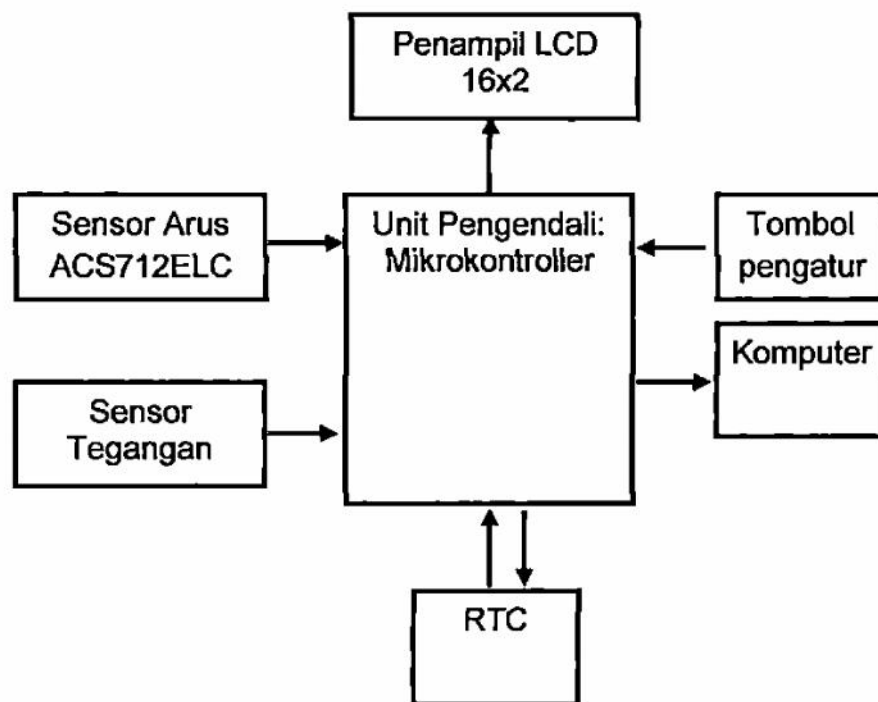 Penampil LCD
16x2
Sensor Arus
ACS712ELC
Unit Pengendali:
Mikrokontroller
Tombol
pengatur
Komputer
Sensor
Tegangan
RTC